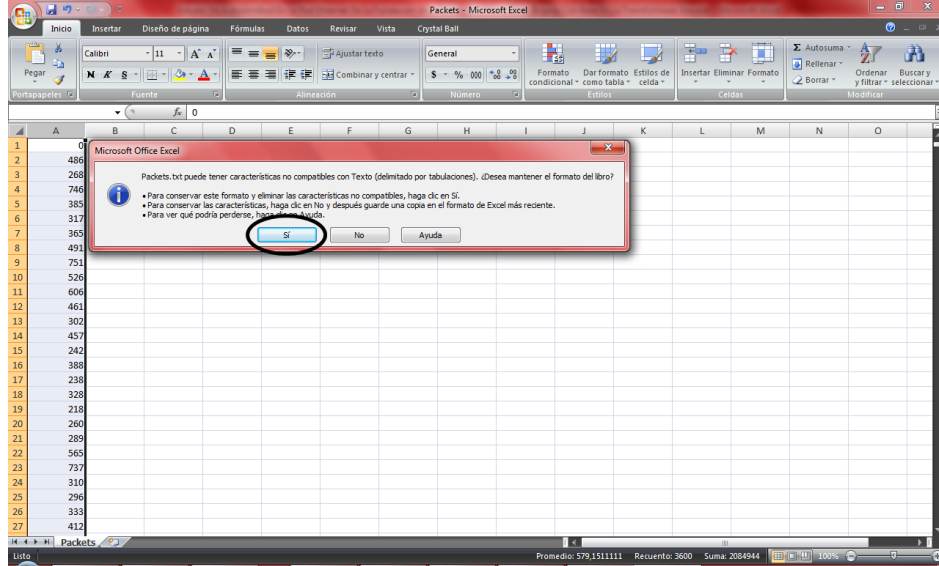 Packets - Microsoft Excel
Inicio Insertar Diseño de página Fórmulas Datos Revisar Vista Crystal Ball
Pegar
Calibri 11 A A
N K S A
Ajustar texto
Combinar y centrar
General
$ % 000
Formato condicional
Dar formato como tabla
Estilos de celda
Insertar Eliminar Formato
Σ Autosuma
Rellenar
Borrar
Ordenar y filtrar
Buscar y seleccionar
Portapapeles Fuente Alineación Número Estilos Celdas Modificar
fx 0
A B C D E F G H I J K L M N O
1 0
Microsoft Office Excel
2 486
3 268
Packets.txt puede tener características no compatibles con Texto (delimitado por tabulaciones). ¿Desea mantener el formato del libro?
4 746
• Para conservar este formato y eliminar las características no compatibles, haga clic en Sí.
5 385
• Para conservar las características, haga clic en No y después guarde una copia en el formato de Excel más reciente.
6 317
• Para ver qué podría perderse, haga clic en Ayuda.
7 365
Sí No Ayuda
8 491
9 751
10 526
11 606
12 461
13 302
14 457
15 242
16 388
17 238
18 328
19 218
20 260
21 289
22 565
23 737
24 310
25 296
26 333
27 412
Packets
Listo Promedio: 579,1511111 Recuento: 3600 Suma: 2084944 100%